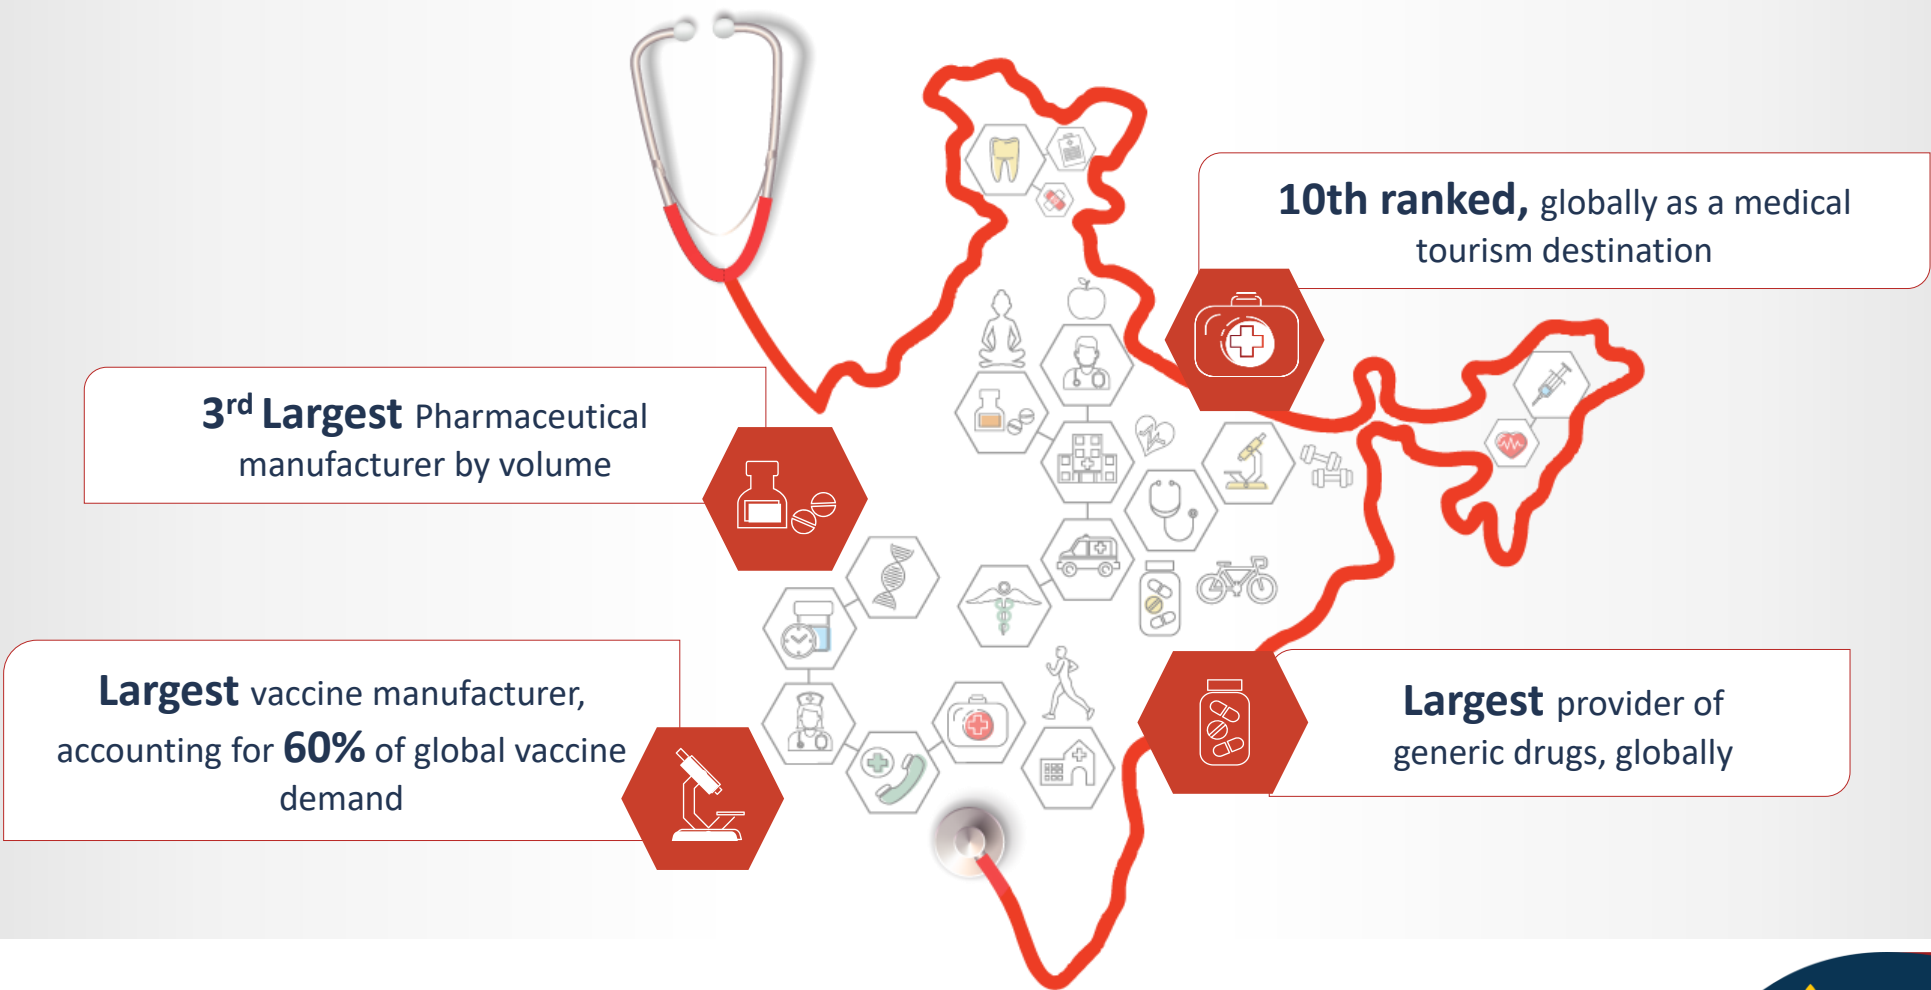 10th ranked, globally as a medical
tourism destination
3rd Largest Pharmaceutical
manufacturer by volume
Largest vaccine manufacturer,
accounting for 60% of global vaccine
demand
Largest provider of
generic drugs, globally